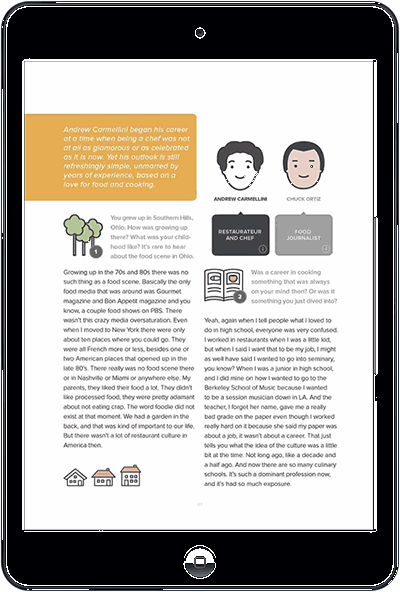 Andrew Carmellini began his career
at a time when being a chef was not
at all as glamorous or as celebrated
as it is now. Yet his outlook is still
refreshingly simple, unmarred by
years of experience, based on a
love for food and cooking.
ANDREW CARMELLINI
CHUCK ORTIZ
RESTAURATEUR
AND CHEF
FOOD
JOURNALIST
1
You grew up in Southern Hills,
Ohio. How was growing up
there? What was your child-
hood like? It's rare to hear
about the food scene in Ohio.
Growing up in the 70s and 80s there was no
such thing as a food scene. Basically the only
food media that was around was Gourmet
magazine and Bon Appetit magazine and you
know, a couple food shows on PBS. There
wasn't this crazy media oversaturation. Even
when I moved to New York there were only
about ten places where you could go. They
were all French more or less, besides one or
two American places that opened up in the
late 80's. There really was no food scene there
or in Nashville or Miami or anywhere else. My
parents, they liked their food a lot. They didn't
like processed food, they were pretty adamant
about not eating crap. The word foodie did not
exist at that moment. We had a garden in the
back, and that was kind of important to our life.
But there wasn't a lot of restaurant culture in
America then.
2
Was a career in cooking
something that was always
on your mind then? Or was it
something you just dived into?
Yeah, again when I tell people what I loved to
do in high school, everyone was very confused.
I worked in restaurants when I was a little kid,
but when I said I want that to be my job, I might
as well have said I want to go into seminary,
you know? When I was a junior in high school,
and I did mine on how I wanted to go to the
Berkeley School of Music because I wanted
to be a session musician down in LA. And the
teacher, I forget her name, gave me a really
bad grade on the paper even though I worked
really hard on it because she said my paper was
about a job, it wasn't about a career. That just
tells you what the idea of the culture was a little
bit at the time. Not long ago, like a decade and
a half ago. And now there are so many culinary
schools. It's such a dominant profession now,
and it's had so much exposure.